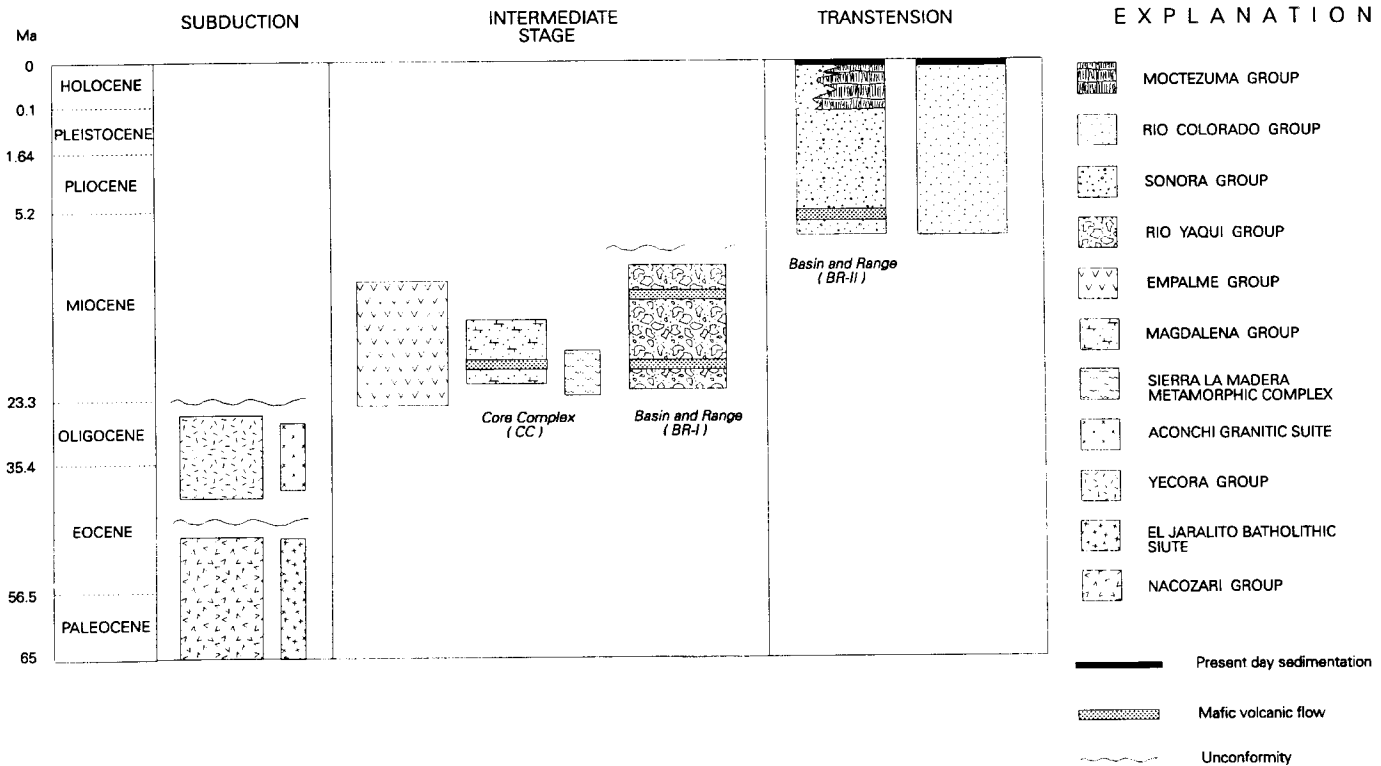 SUBDUCTION
INTERMEDIATE
STAGE
TRANSTENSION
E X P L A N A T I O N
Ma
0
HOLOCENE
0.1
PLEISTOCENE
1.64
PLIOCENE
5.2
MIOCENE
23.3
OLIGOCENE
35.4
EOCENE
56.5
PALEOCENE
65
Core Complex
( CC )
Basin and Range
( BR-I )
Basin and Range
( BR-II )
MOCTEZUMA GROUP
RIO COLORADO GROUP
SONORA GROUP
RIO YAQUI GROUP
EMPALME GROUP
MAGDALENA GROUP
SIERRA LA MADERA
METAMORPHIC COMPLEX
ACONCHI GRANITIC SUITE
YECORA GROUP
EL JARALITO BATHOLITHIC
SIUTE
NACOZARI GROUP
Present day sedimentation
Mafic volcanic flow
Unconformity